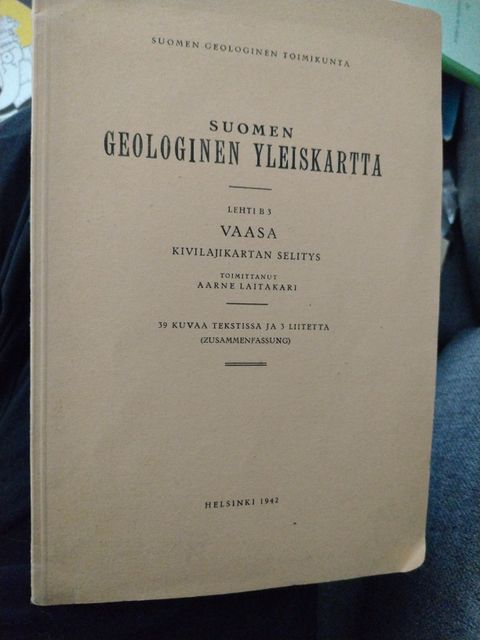 SUOMEN GEOLOGINEN TOIMIKUNTA
SUOMEN
GEOLOGINEN YLEISKARTTA
LEHTI B 3
VAASA
KIVILAJIKARTAN SELITYS
TOIMITTANUT
AARNE LAITAKARI
39 KUVAA TEKSTISSÄ JA 3 LIITETTÄ
(ZUSAMMENFASSUNG)
HELSINKI 1942